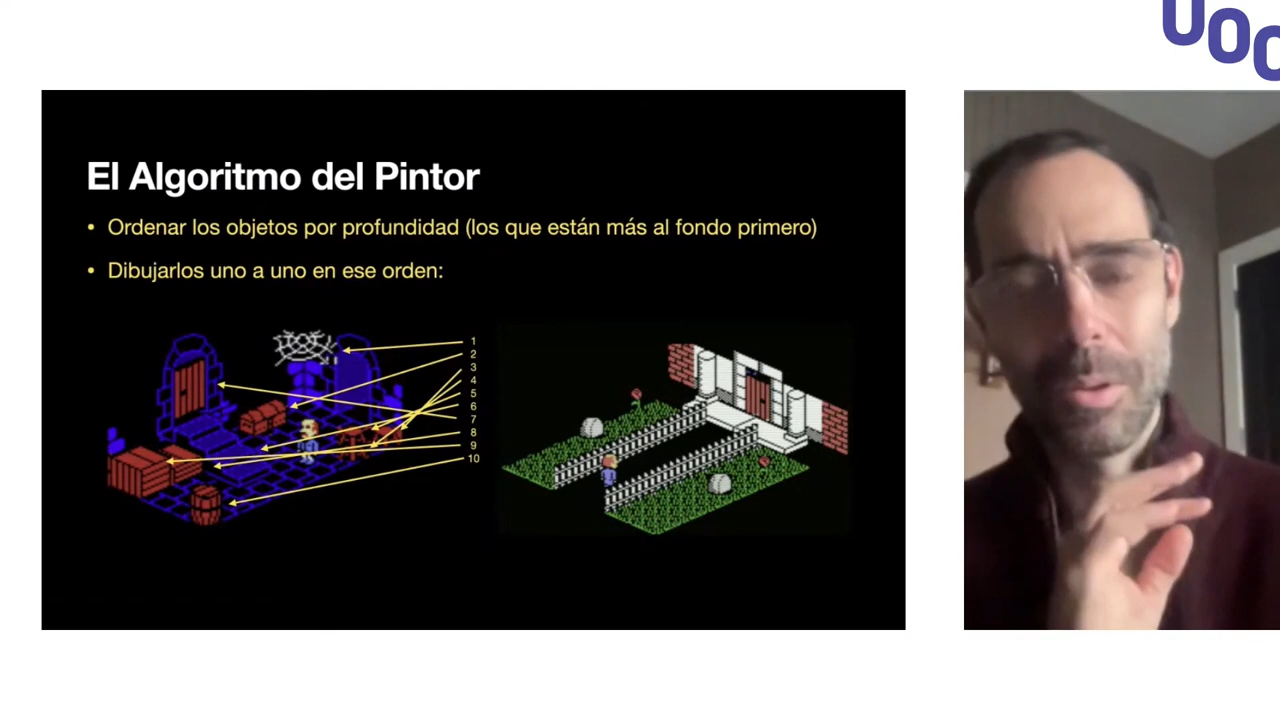 UOC
El Algoritmo del Pintor
• Ordenar los objetos por profundidad (los que están más al fondo primero)
• Dibujarlos uno a uno en ese orden:
1
2
3
4
5
6
7
8
9
10